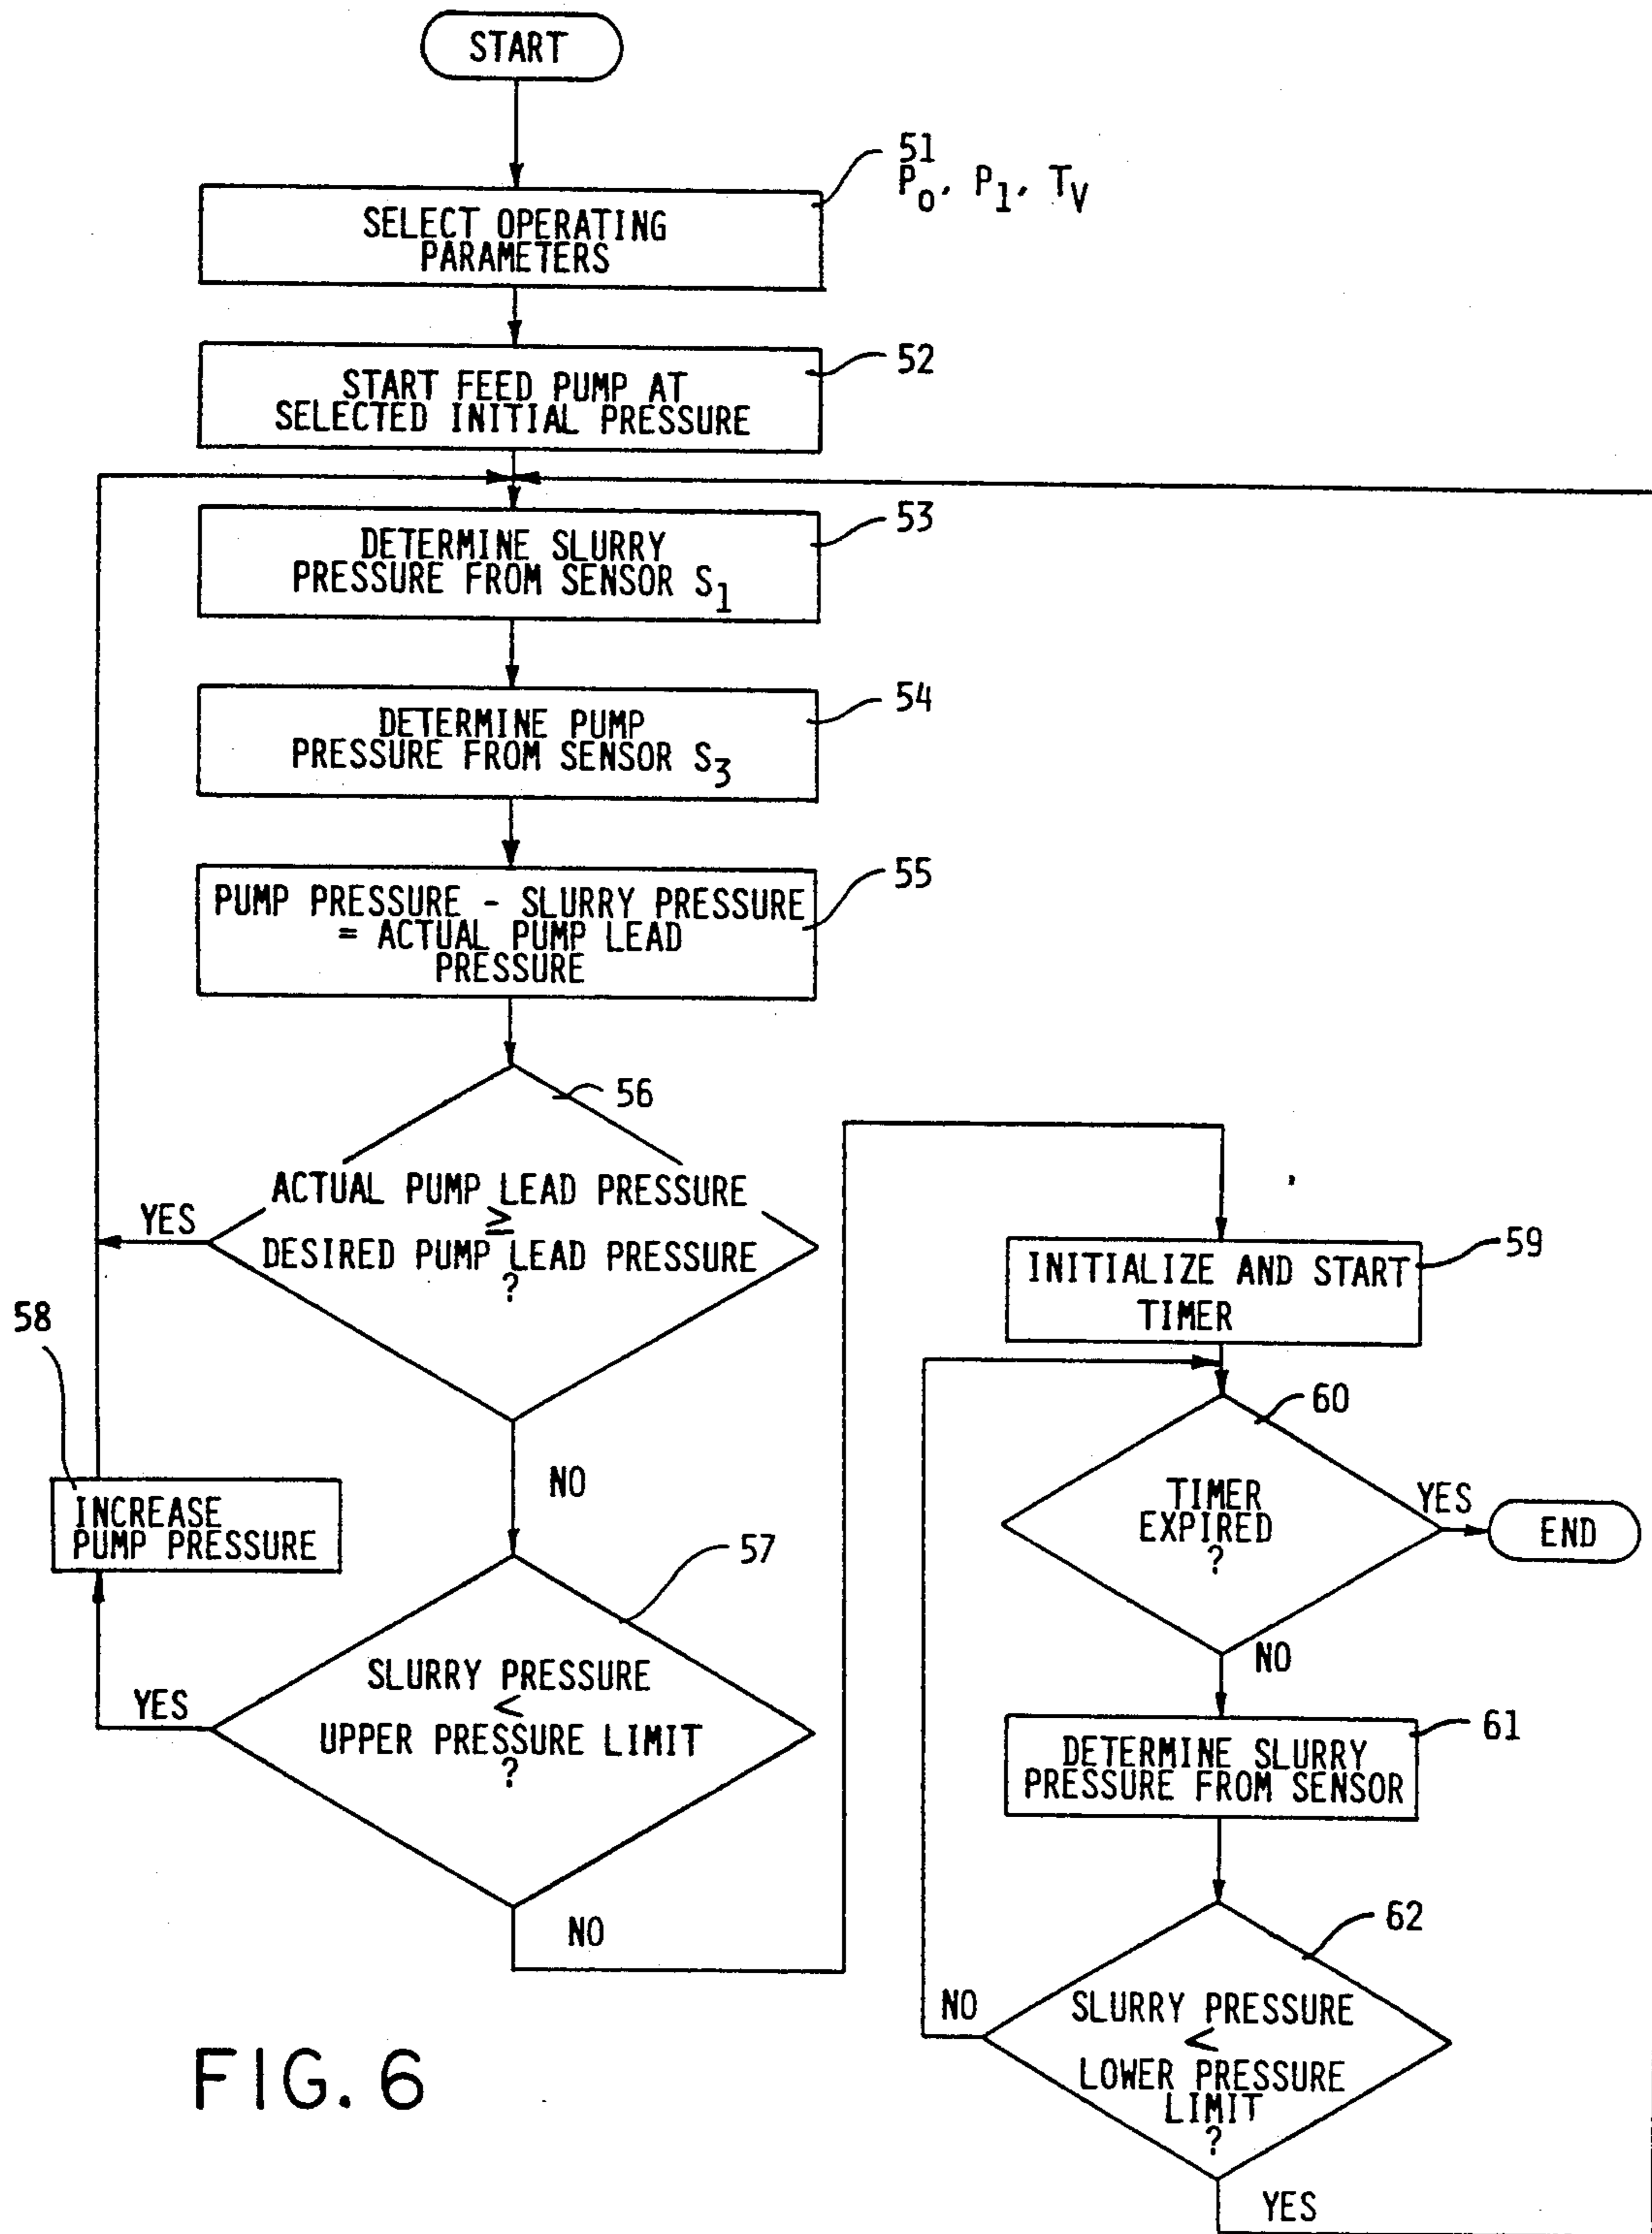 START
51
P0, P1, TV
SELECT OPERATING
PARAMETERS
52
START FEED PUMP AT
SELECTED INITIAL PRESSURE
53
DETERMINE SLURRY
PRESSURE FROM SENSOR S1
54
DETERMINE PUMP
PRESSURE FROM SENSOR S3
55
PUMP PRESSURE - SLURRY PRESSURE
= ACTUAL PUMP LEAD
PRESSURE
56
ACTUAL PUMP LEAD PRESSURE
≥
DESIRED PUMP LEAD PRESSURE
?
YES
NO
58
INCREASE
PUMP PRESSURE
57
SLURRY PRESSURE
<
UPPER PRESSURE LIMIT
?
YES
NO
59
INITIALIZE AND START
TIMER
60
TIMER
EXPIRED
?
YES
END
NO
61
DETERMINE SLURRY
PRESSURE FROM SENSOR
62
SLURRY PRESSURE
<
LOWER PRESSURE
LIMIT
?
NO
YES
FIG. 6